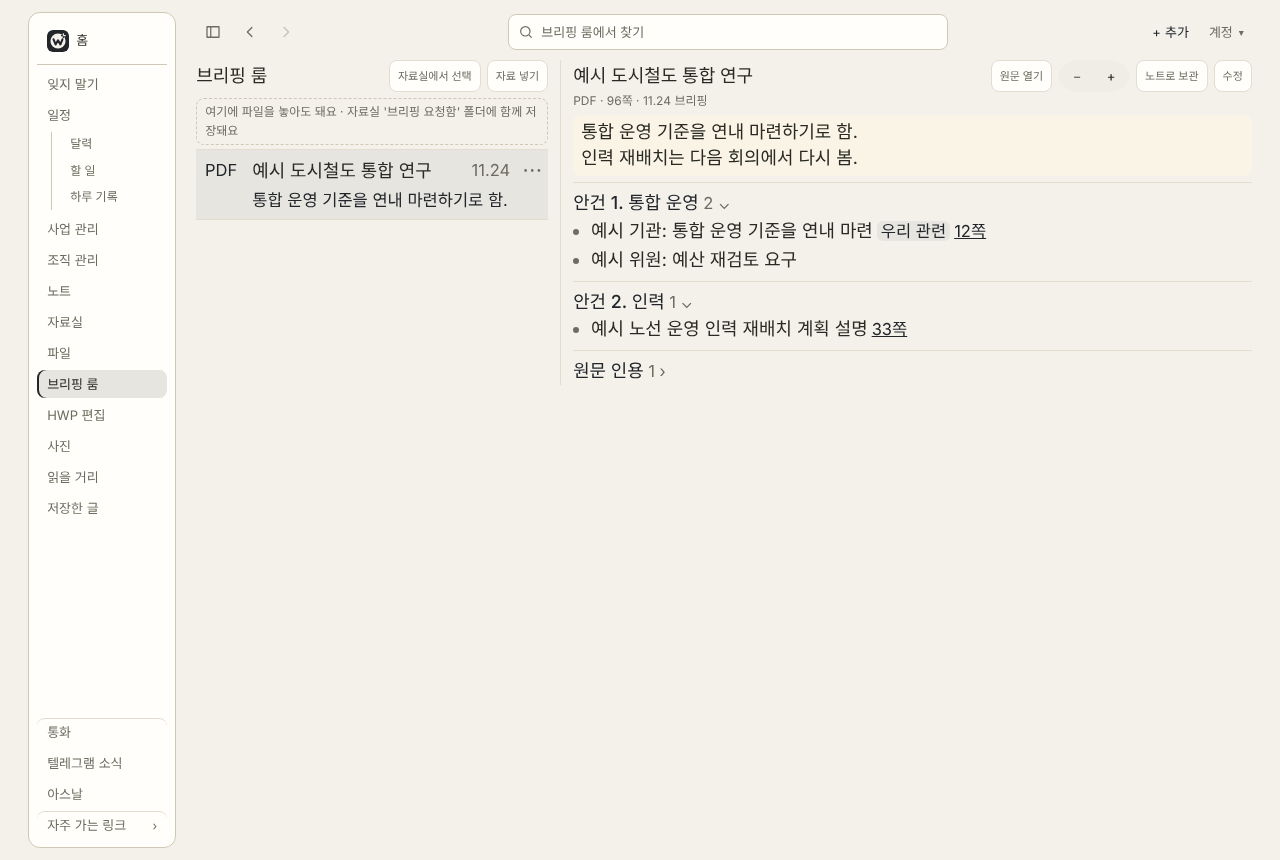 홈
잊지 말기
일정
달력
할 일
하루 기록
사업 관리
조직 관리
노트
자료실
파일
브리핑 룸
HWP 편집
사진
읽을 거리
저장한 글
통화
텔레그램 소식
아스날
자주 가는 링크 ›
브리핑 룸에서 찾기
+ 추가
계정 ▾
브리핑 룸
자료실에서 선택
자료 넣기
여기에 파일을 놓아도 돼요 · 자료실 '브리핑 요청함' 폴더에 함께 저
장돼요
PDF 예시 도시철도 통합 연구 11.24 ···
통합 운영 기준을 연내 마련하기로 함.
예시 도시철도 통합 연구
원문 열기
− +
노트로 보관
수정
PDF · 96쪽 · 11.24 브리핑
통합 운영 기준을 연내 마련하기로 함.
인력 재배치는 다음 회의에서 다시 봄.
안건 1. 통합 운영 2
• 예시 기관: 통합 운영 기준을 연내 마련 우리 관련 12쪽
• 예시 위원: 예산 재검토 요구
안건 2. 인력 1
• 예시 노선 운영 인력 재배치 계획 설명 33쪽
원문 인용 1 ›